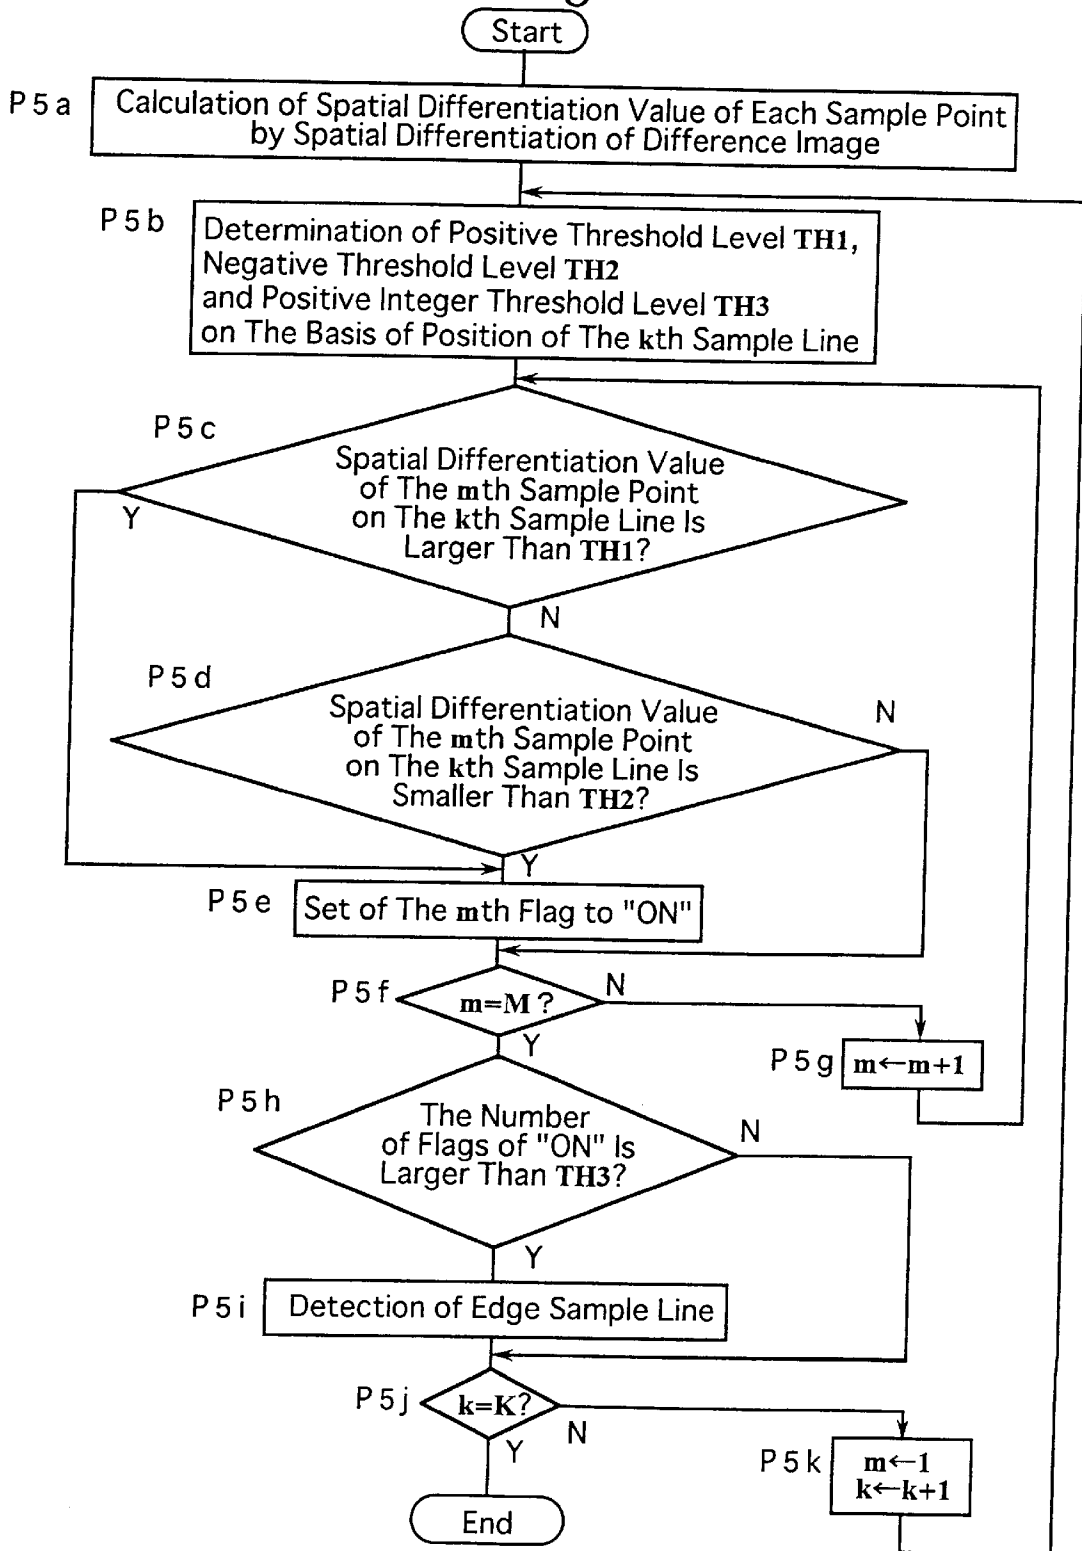 Start
P5a
Calculation of Spatial Differentiation Value of Each Sample Point
by Spatial Differentiation of Difference Image
P5b
Determination of Positive Threshold Level TH1,
Negative Threshold Level TH2
and Positive Integer Threshold Level TH3
on The Basis of Position of The kth Sample Line
P5c
Spatial Differentiation Value
of The mth Sample Point
on The kth Sample Line Is
Larger Than TH1?
Y
N
P5d
Spatial Differentiation Value
of The mth Sample Point
on The kth Sample Line Is
Smaller Than TH2?
N
Y
P5e
Set of The mth Flag to "ON"
P5f
m=M?
N
Y
P5g
m←m+1
P5h
The Number
of Flags of "ON" Is
Larger Than TH3?
N
Y
P5i
Detection of Edge Sample Line
P5j
k=K?
N
Y
P5k
m←1
k←k+1
End